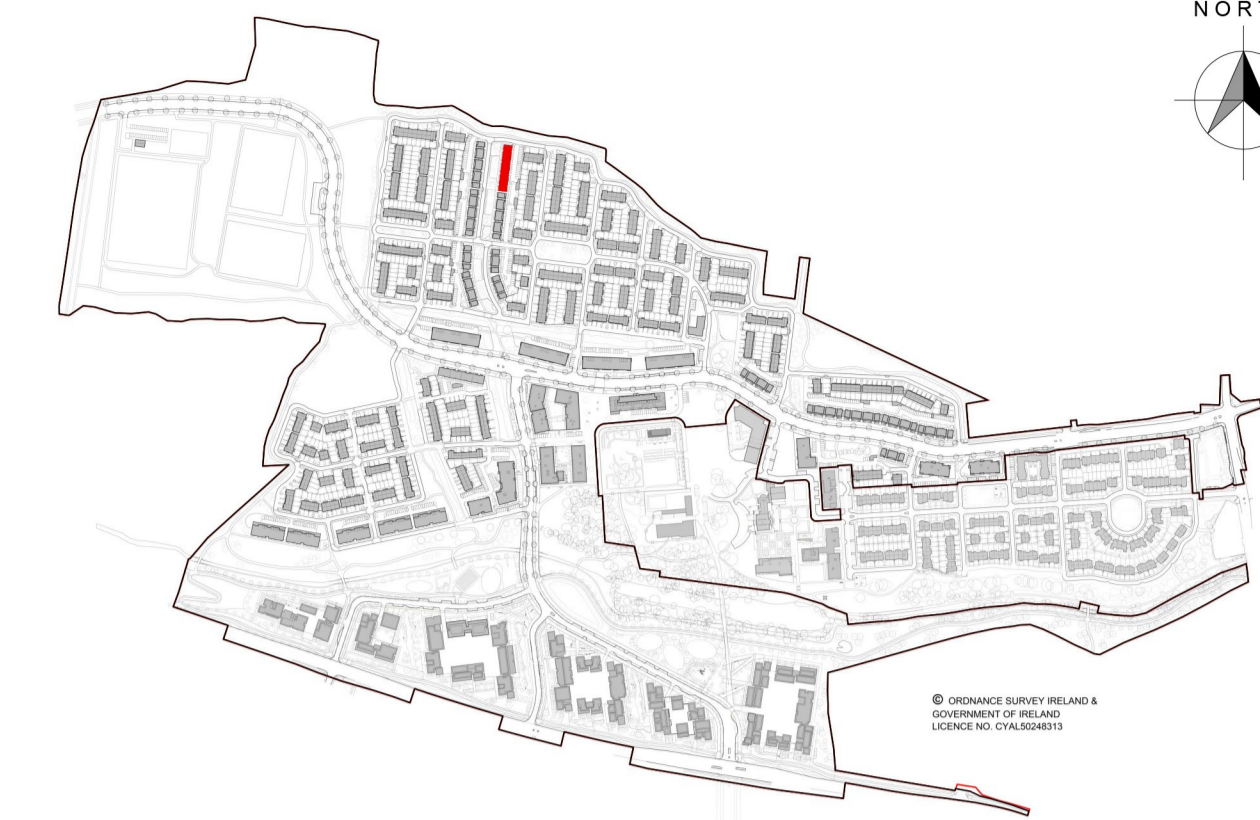 NORT
© ORDNANCE SURVEY IRELAND &
GOVERNMENT OF IRELAND
LICENCE NO. CYAL50248313